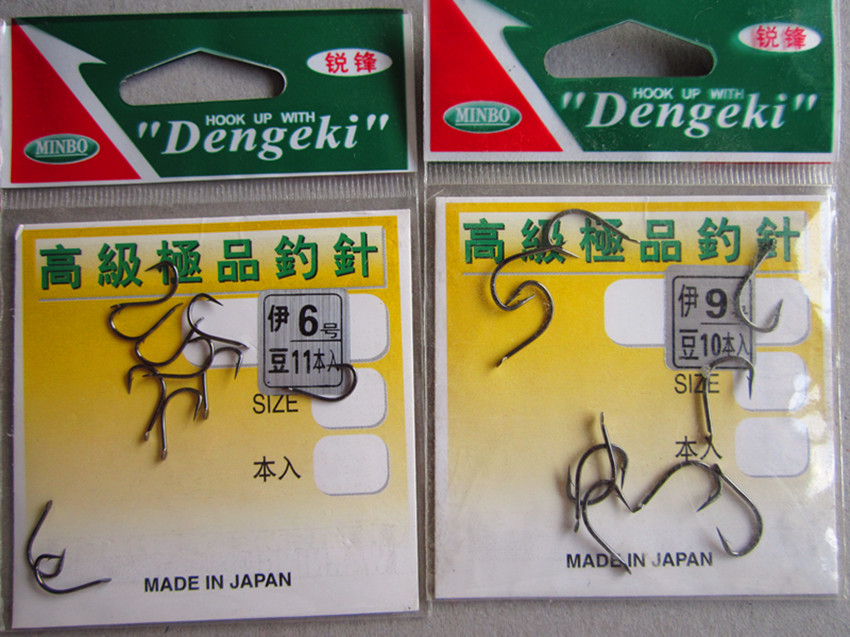 锐锋
HOOK UP WITH
"Dengeki"
MINBO
高級極品釣針
伊 6号
豆 11本入
SIZE
本入
MADE IN JAPAN
锐锋
HOOK UP WITH
"Dengeki"
MINBO
高級極品釣針
伊 9
豆 10本入
SIZE
本入
MADE IN JAPAN